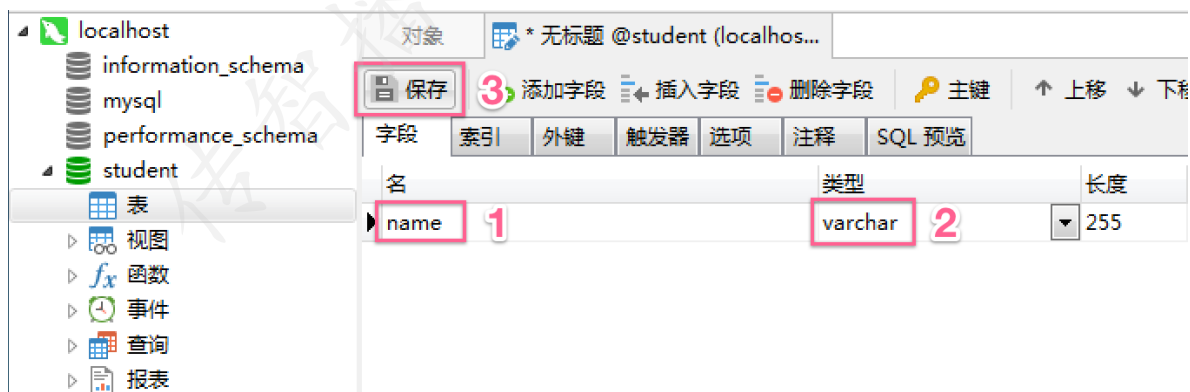 localhost
information_schema
mysql
performance_schema
student
表
视图
函数
事件
查询
报表
对象
* 无标题 @student (localhos...
保存 3 添加字段 插入字段 删除字段 主键 上移 下移
字段 索引 外键 触发器 选项 注释 SQL 预览
名 类型 长度
name 1 varchar 2 255
传智播